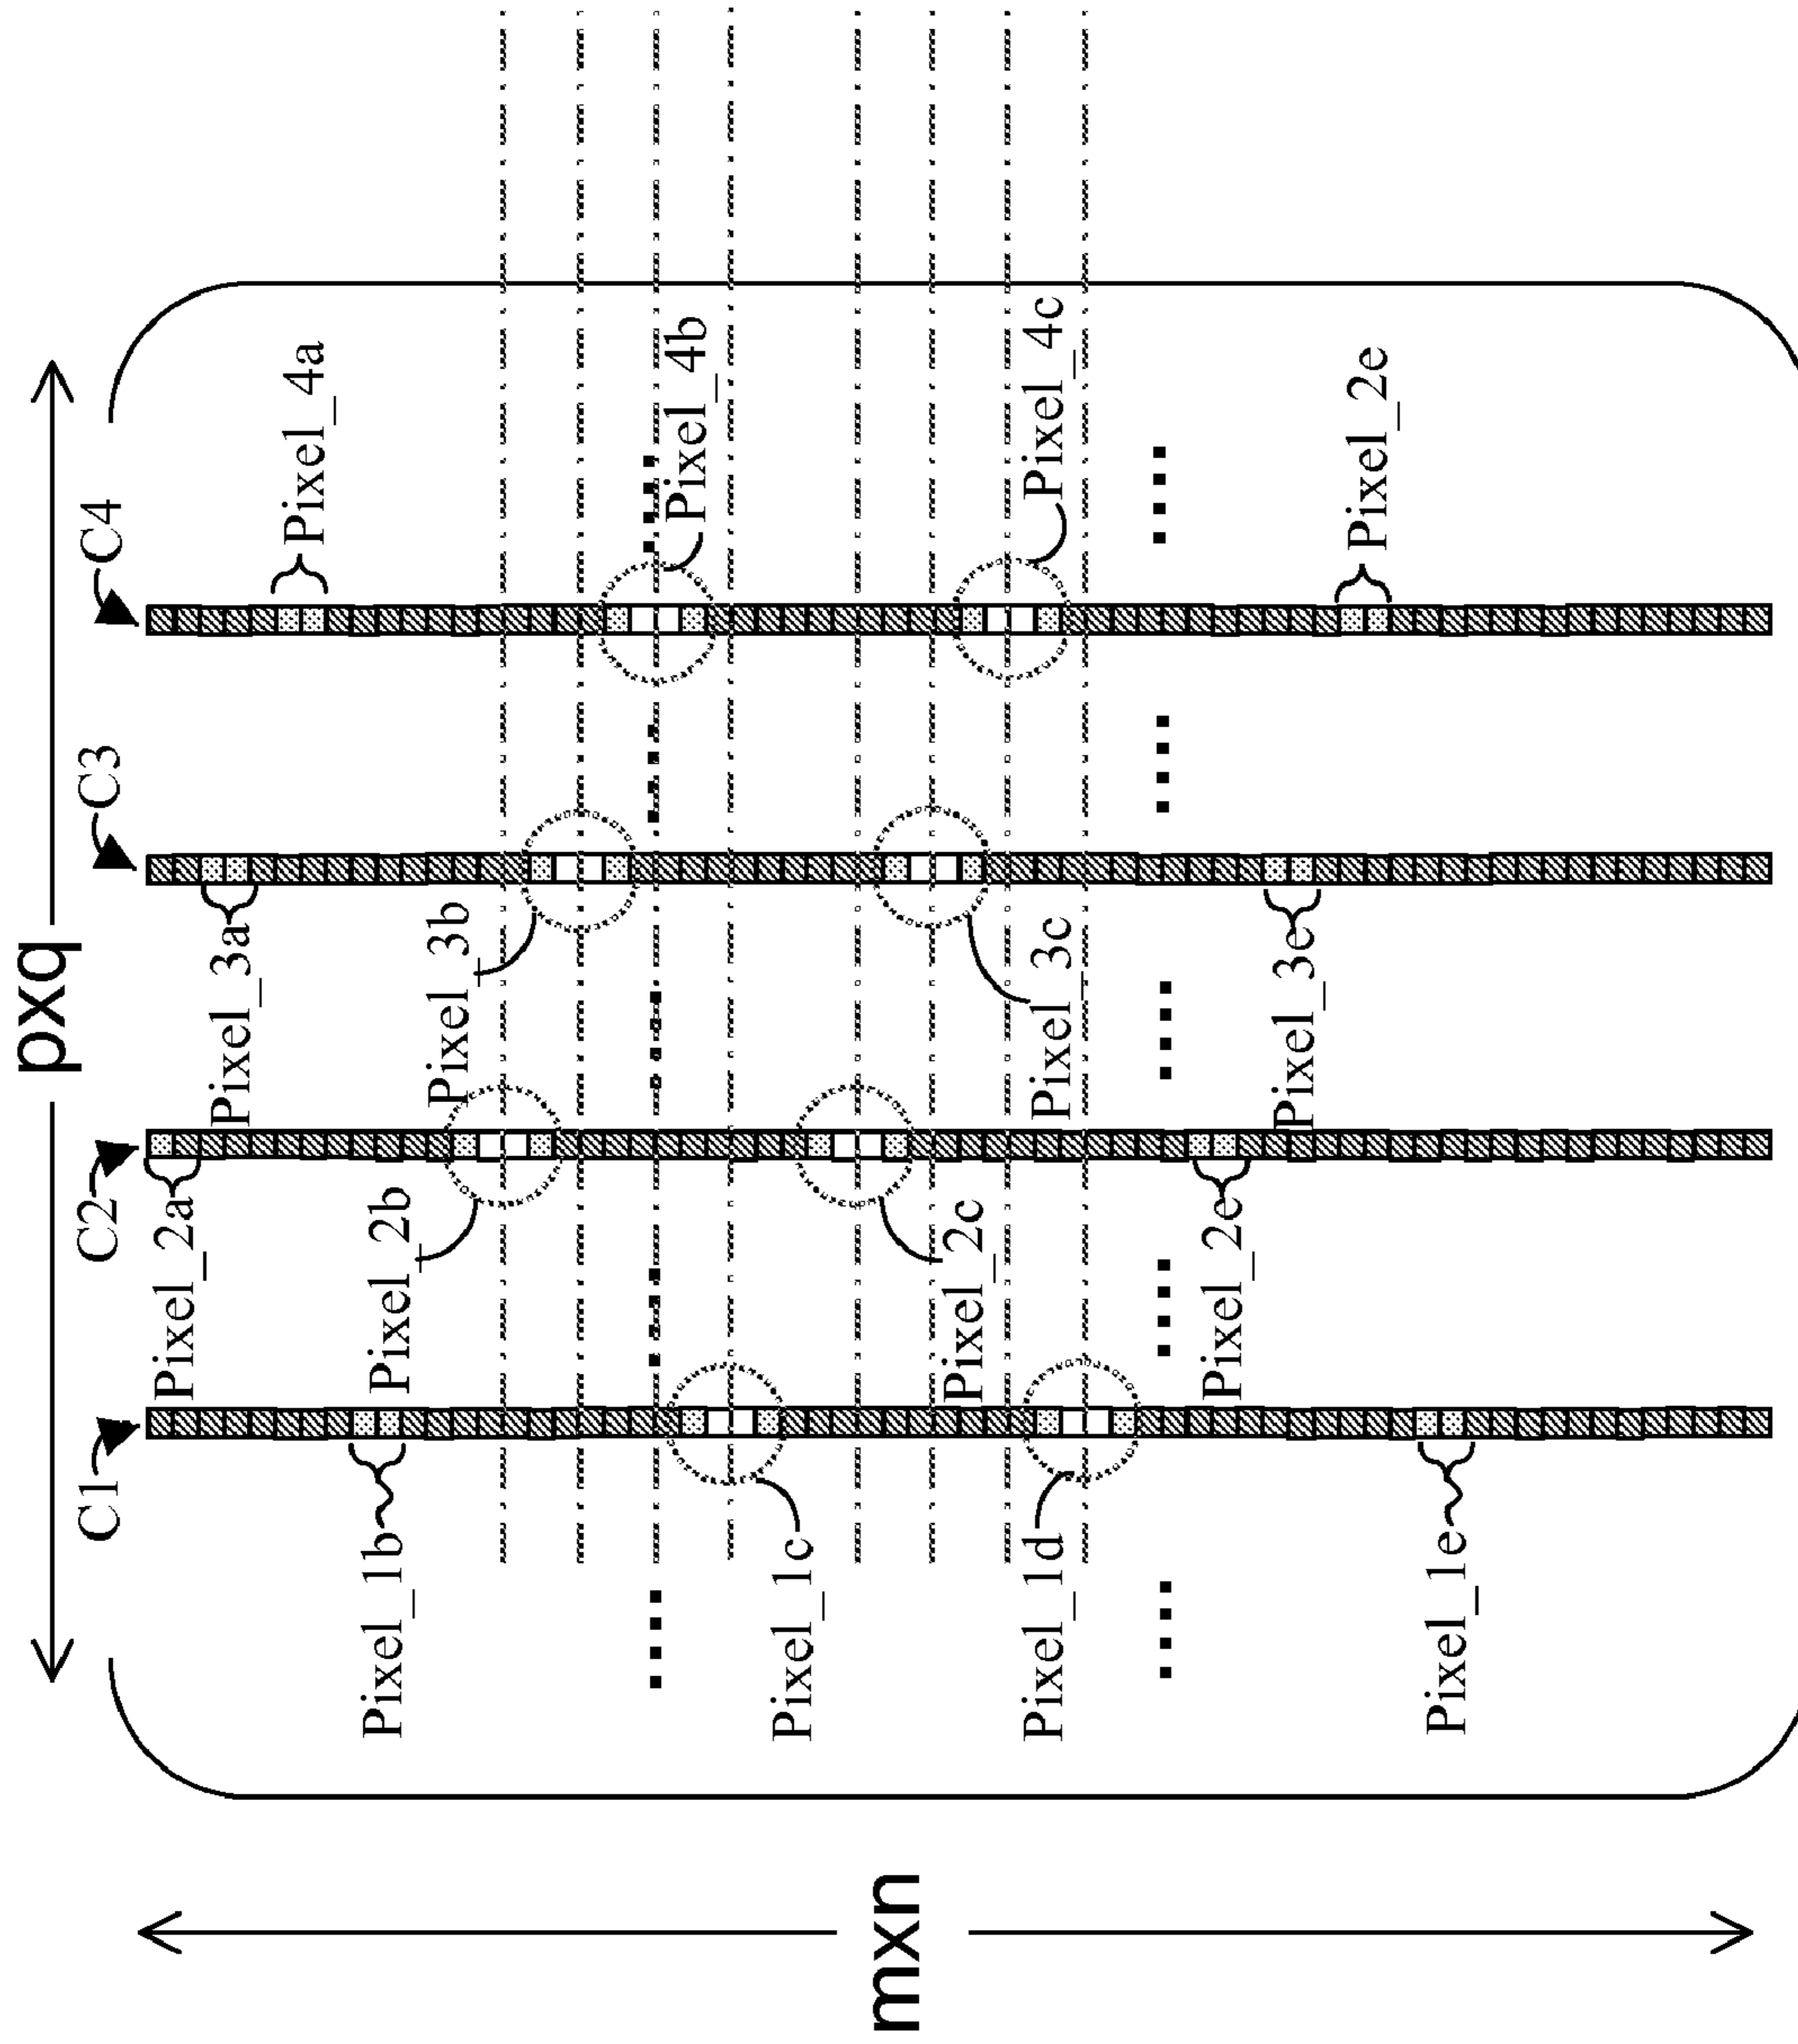 pxq
C1
C2
C3
C4
Pixel_2a
Pixel_3a
Pixel_4a
Pixel_1b
Pixel_2b
Pixel_3b
Pixel_4b
Pixel_1c
Pixel_2c
Pixel_3c
Pixel_4c
Pixel_1d
Pixel_1e
Pixel_2e
Pixel_3e
Pixel_2e
mxn